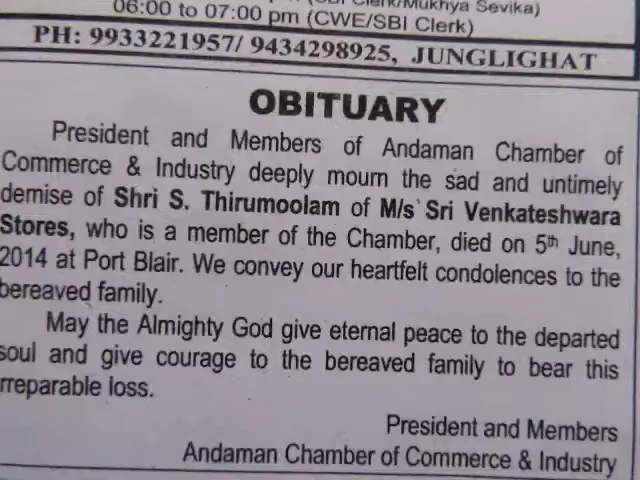 06:00 to 07:00 pm (CWE/SBI Clerk)
PH: 9933221957/ 9434298925, JUNGLIGHAT
OBITUARY
President and Members of Andaman Chamber of
Commerce & Industry deeply mourn the sad and untimely
demise of Shri S. Thirumoolam of M/s Sri Venkateshwara
Stores, who is a member of the Chamber, died on 5th June,
2014 at Port Blair. We convey our heartfelt condolences to the
bereaved family.
May the Almighty God give eternal peace to the departed
soul and give courage to the bereaved family to bear this
rreparable loss.
President and Members
Andaman Chamber of Commerce & Industry